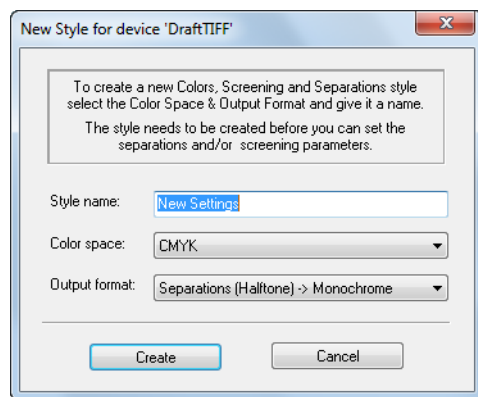 New Style for device 'DraftTIFF'
To create a new Colors, Screening and Separations style
select the Color Space & Output Format and give it a name.
The style needs to be created before you can set the
separations and/or screening parameters.
Style name: New Settings
Color space: CMYK
Output format: Separations (Halftone) -> Monochrome
Create Cancel